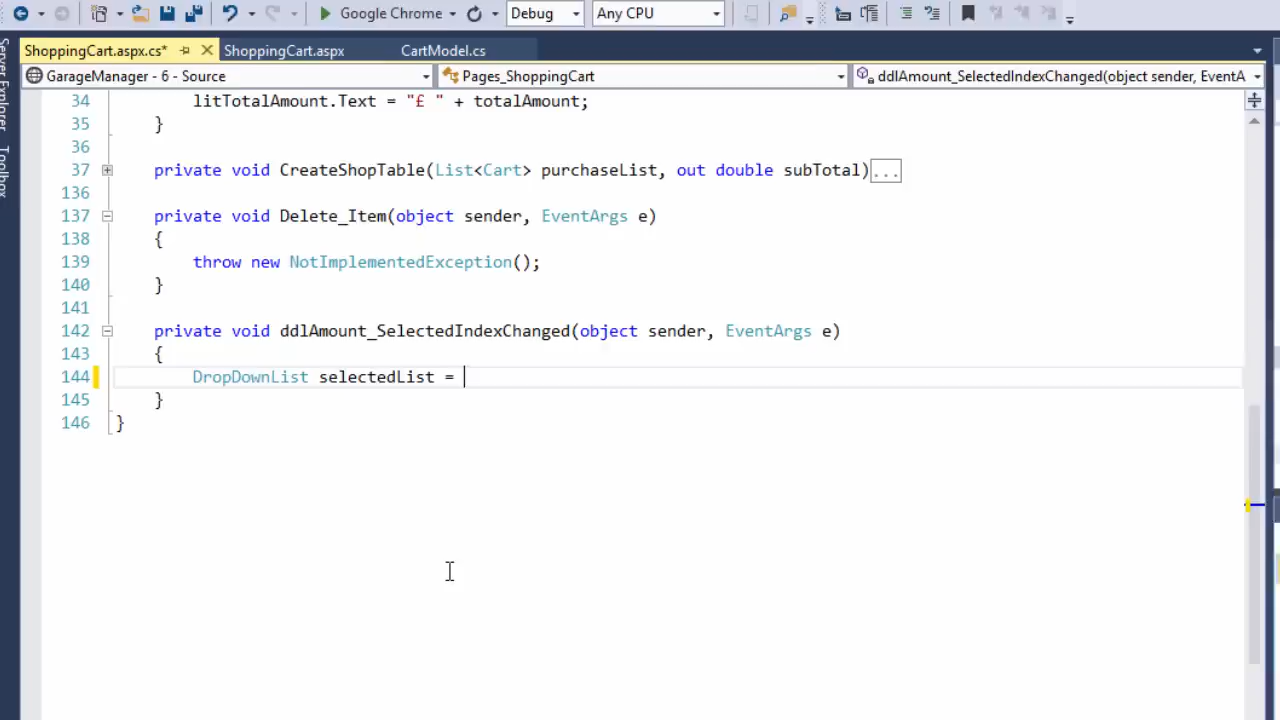 Google Chrome Debug Any CPU
ShoppingCart.aspx.cs* ShoppingCart.aspx CartModel.cs
GarageManager - 6 - Source Pages_ShoppingCart ddlAmount_SelectedIndexChanged(object sender, EventA
Server Explorer
Toolbox
34 litTotalAmount.Text = "£ " + totalAmount;
35 }
36
37 private void CreateShopTable(List<Cart> purchaseList, out double subTotal)...
136
137 private void Delete_Item(object sender, EventArgs e)
138 {
139 throw new NotImplementedException();
140 }
141
142 private void ddlAmount_SelectedIndexChanged(object sender, EventArgs e)
143 {
144 DropDownList selectedList =
145 }
146 }